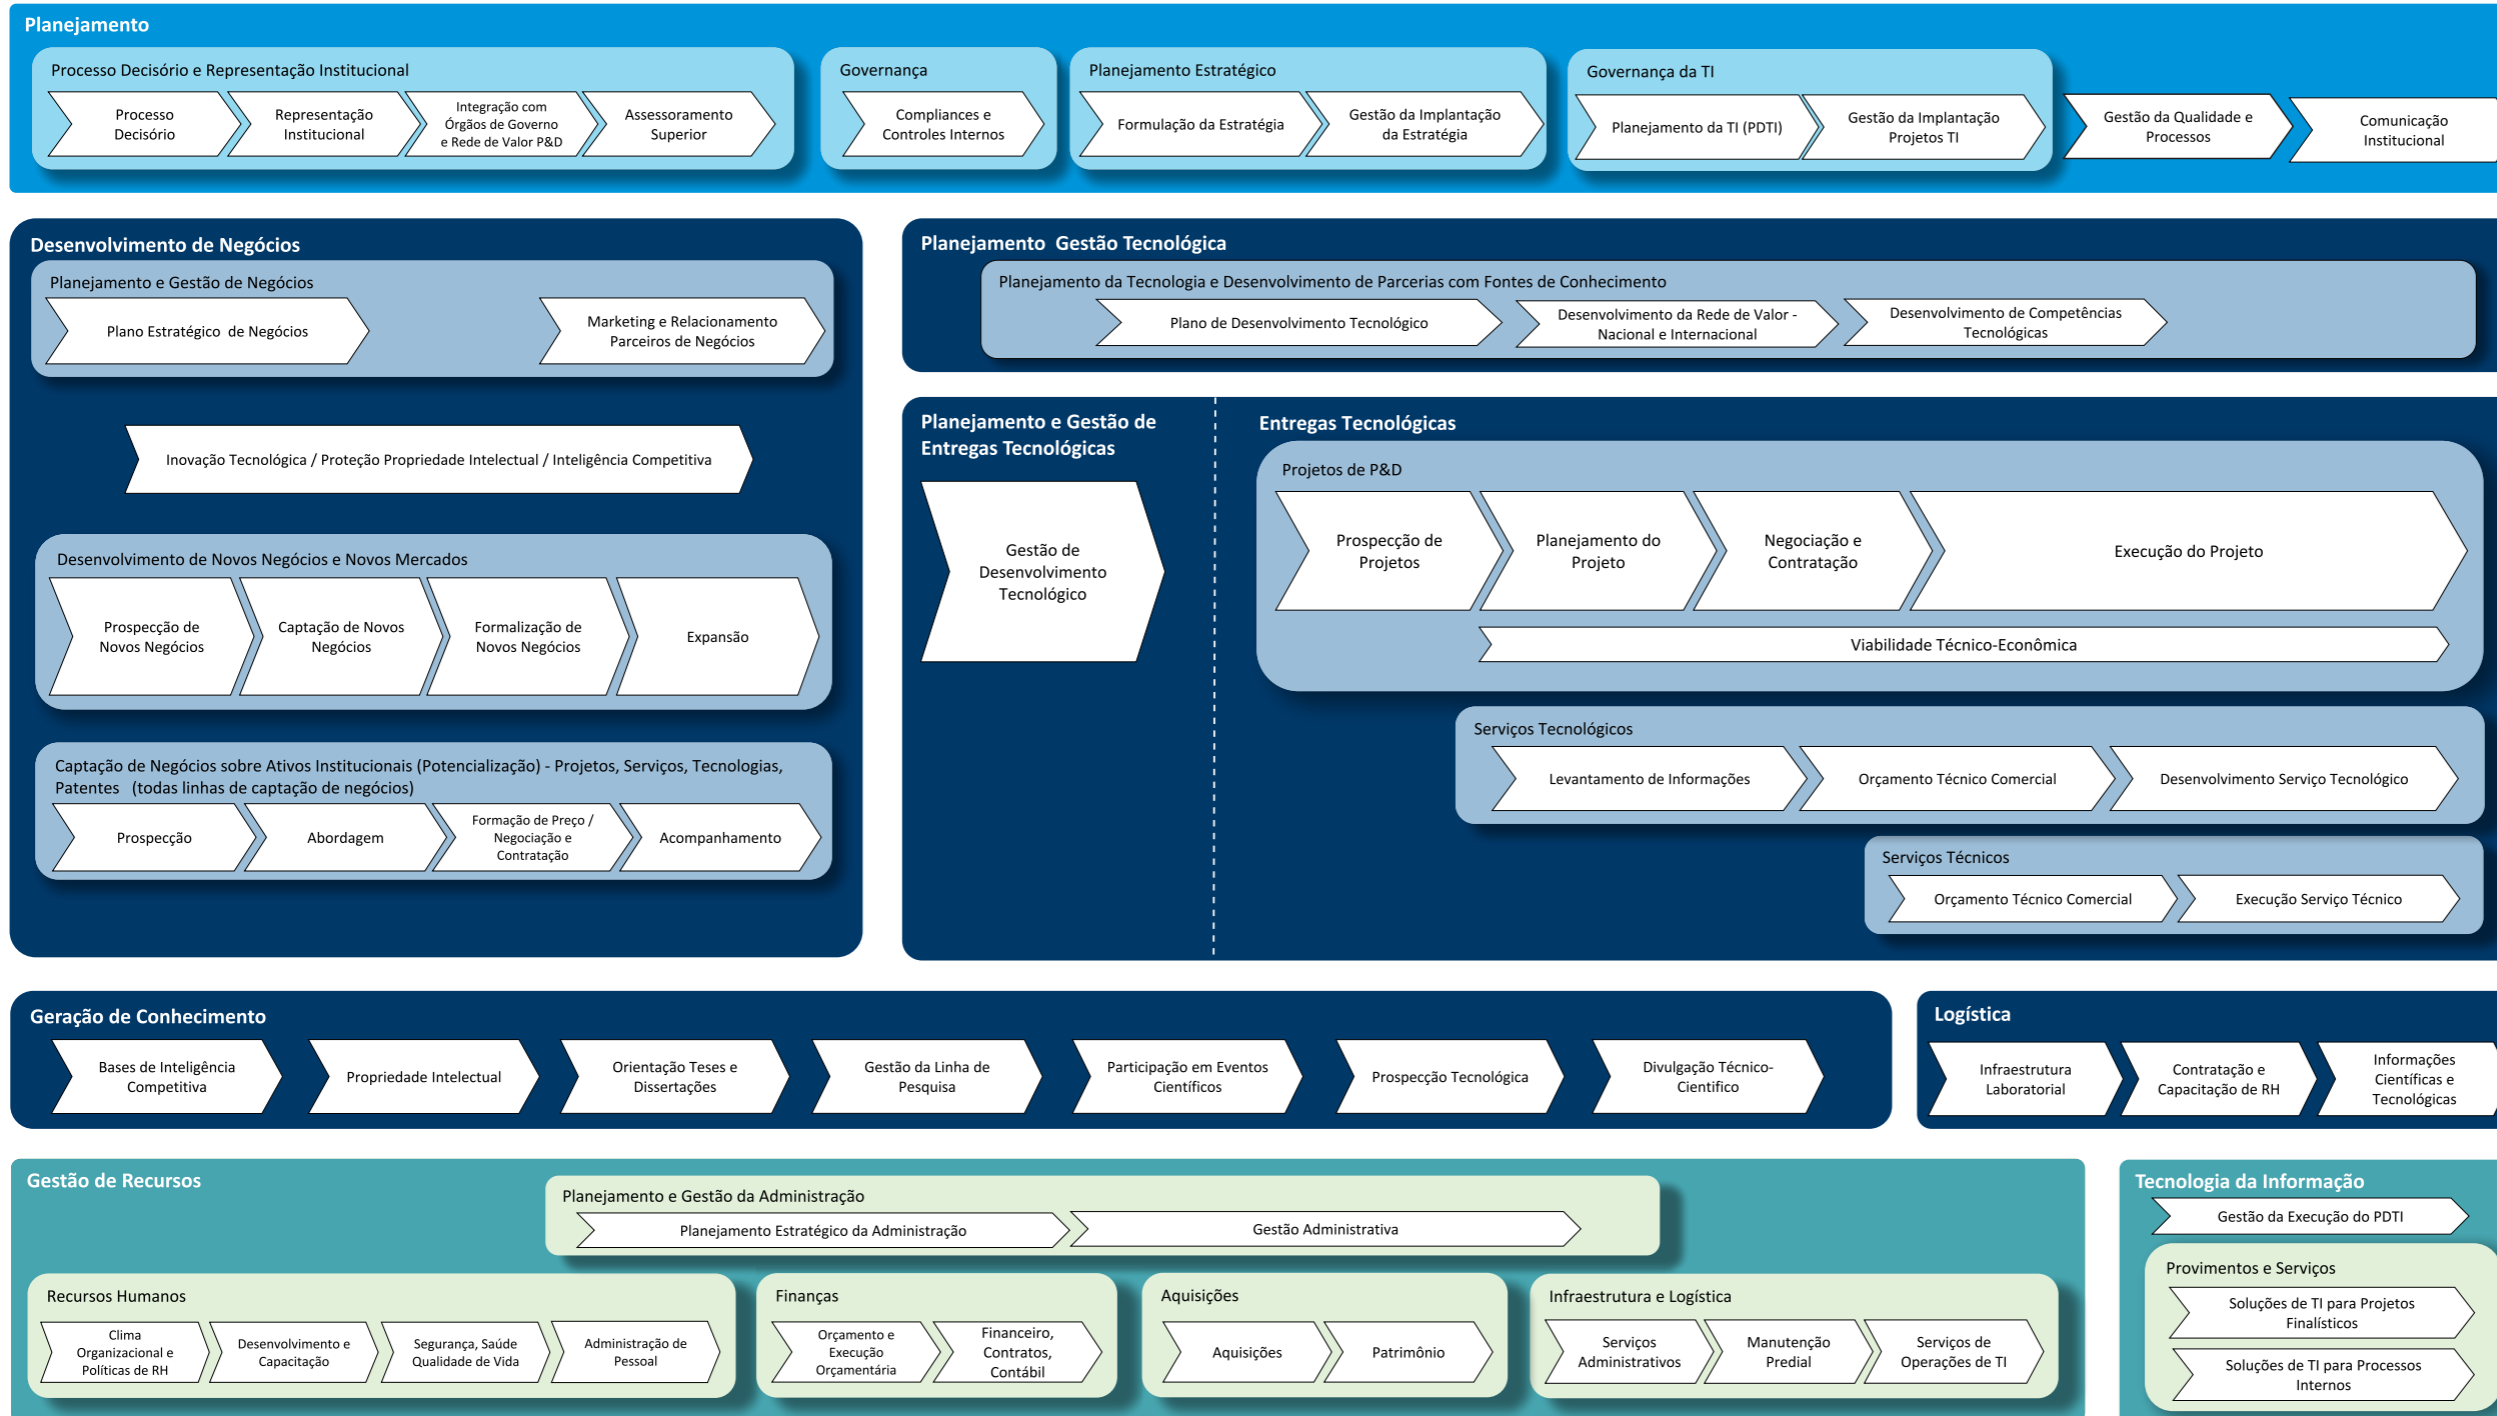 Planejamento
Processo Decisório e Representação Institucional
Processo
Decisório
Representação
Institucional
Integração com
Órgãos de Governo
e Rede de Valor P&D
Assessoramento
Superior
Governança
Compliances e
Controles Internos
Planejamento Estratégico
Formulação da Estratégia
Gestão da Implantação
da Estratégia
Governança da TI
Planejamento da TI (PDTI)
Gestão da Implantação
Projetos TI
Gestão da Qualidade e
Processos
Comunicação
Institucional
Desenvolvimento de Negócios
Planejamento e Gestão de Negócios
Plano Estratégico  de Negócios
Marketing e Relacionamento
Parceiros de Negócios
Inovação Tecnológica / Proteção Propriedade Intelectual / Inteligência Competitiva
Desenvolvimento de Novos Negócios e Novos Mercados
Prospecção de
Novos Negócios
Captação de Novos
Negócios
Formalização de
Novos Negócios
Expansão
Captação de Negócios sobre Ativos Institucionais (Potencialização) - Projetos, Serviços, Tecnologias,
Patentes   (todas linhas de captação de negócios)
Prospecção
Abordagem
Formação de Preço /
Negociação e
Contratação
Acompanhamento
Planejamento  Gestão Tecnológica
Planejamento da Tecnologia e Desenvolvimento de Parcerias com Fontes de Conhecimento
Plano de Desenvolvimento Tecnológico
Desenvolvimento da Rede de Valor -
Nacional e Internacional
Desenvolvimento de Competências
Tecnológicas
Planejamento e Gestão de
Entregas Tecnológicas
Gestão de
Desenvolvimento
Tecnológico
Entregas Tecnológicas
Projetos de P&D
Prospecção de
Projetos
Planejamento do
Projeto
Negociação e
Contratação
Execução do Projeto
Viabilidade Técnico-Econômica
Serviços Tecnológicos
Levantamento de Informações
Orçamento Técnico Comercial
Desenvolvimento Serviço Tecnológico
Serviços Técnicos
Orçamento Técnico Comercial
Execução Serviço Técnico
Geração de Conhecimento
Bases de Inteligência
Competitiva
Propriedade Intelectual
Orientação Teses e
Dissertações
Gestão da Linha de
Pesquisa
Participação em Eventos
Científicos
Prospecção Tecnológica
Divulgação Técnico-
Cientifico
Logística
Infraestrutura
Laboratorial
Contratação e
Capacitação de RH
Informações
Científicas e
Tecnológicas
Gestão de Recursos
Planejamento e Gestão da Administração
Planejamento Estratégico da Administração
Gestão Administrativa
Recursos Humanos
Clima
Organizacional e
Políticas de RH
Desenvolvimento e
Capacitação
Segurança, Saúde
Qualidade de Vida
Administração de
Pessoal
Finanças
Orçamento e
Execução
Orçamentária
Financeiro,
Contratos,
Contábil
Aquisições
Aquisições
Patrimônio
Infraestrutura e Logística
Serviços
Administrativos
Manutenção
Predial
Serviços de
Operações de TI
Tecnologia da Informação
Gestão da Execução do PDTI
Provimentos e Serviços
Soluções de TI para Projetos
Finalísticos
Soluções de TI para Processos
Internos